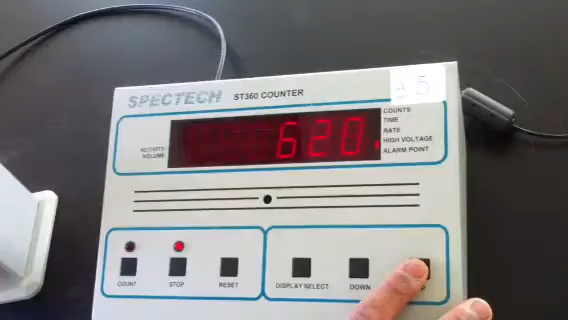 SPECTECH ST360 COUNTER
5
COUNTS
TIME
RATE
HIGH VOLTAGE
ALARM POINT
ACTIVITY
VOLUME
620
COUNT STOP RESET DISPLAY SELECT DOWN